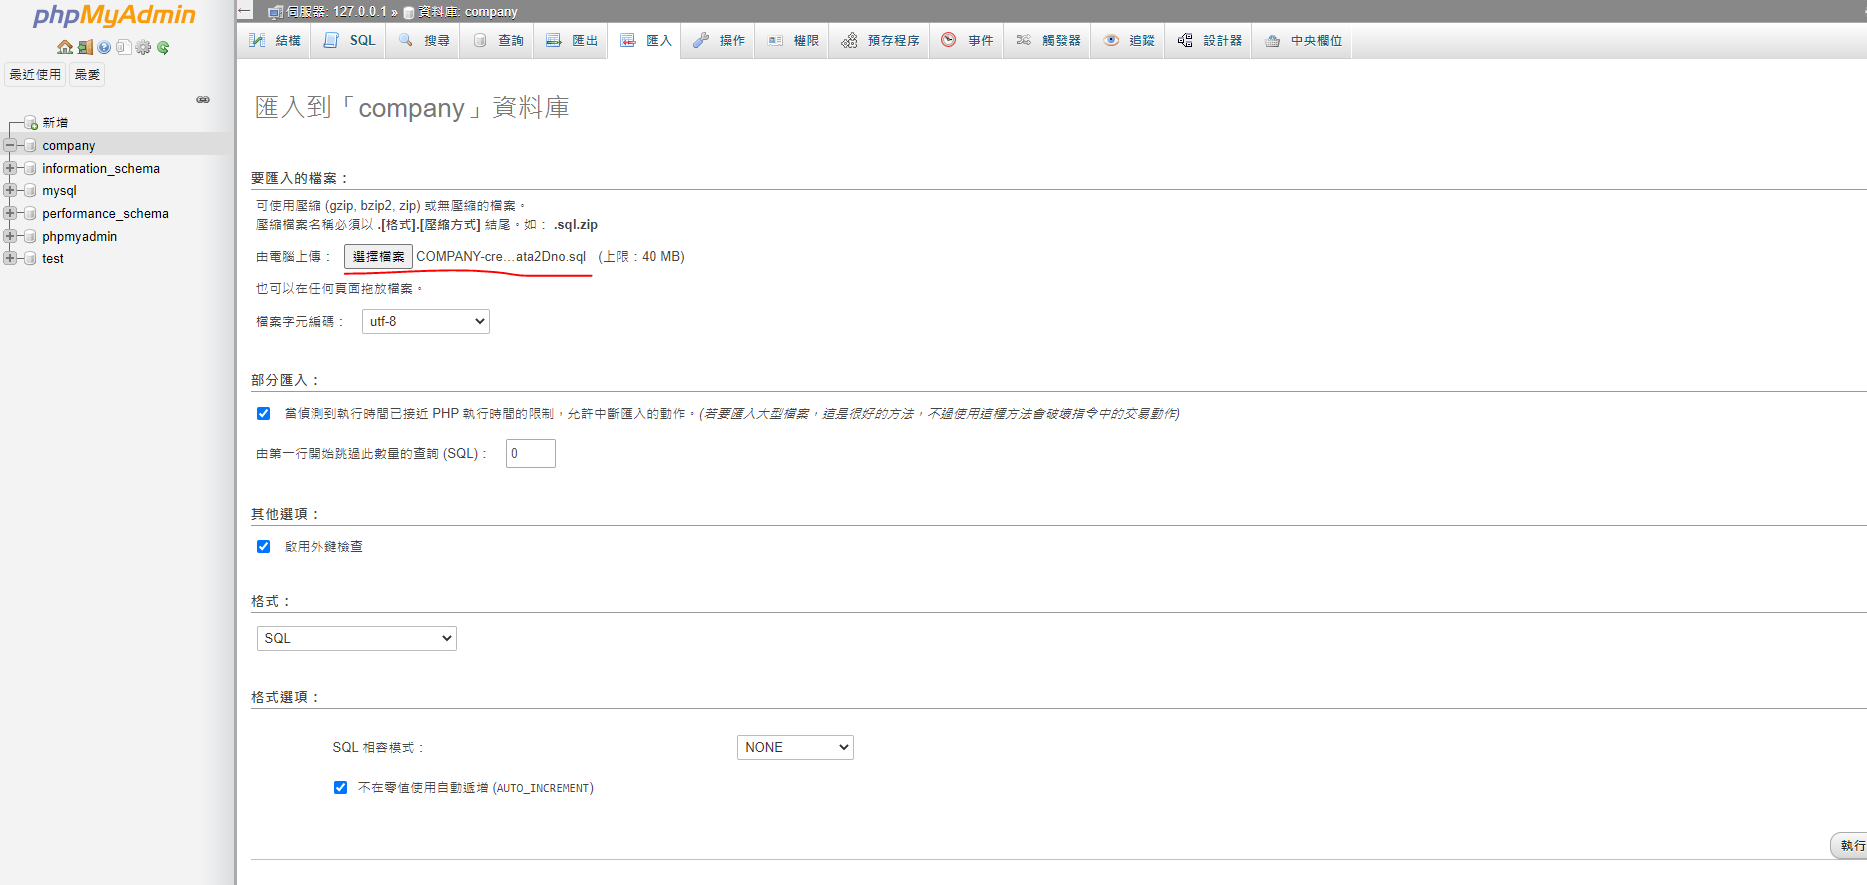 phpMyAdmin
最近使用 最愛
新增
company
information_schema
mysql
performance_schema
phpmyadmin
test
伺服器: 127.0.0.1 » 資料庫: company
結構 SQL 搜尋 查詢 匯出 匯入 操作 權限 預存程序 事件 觸發器 追蹤 設計器 中央欄位
匯入到「company」資料庫
要匯入的檔案：
可使用壓縮 (gzip, bzip2, zip) 或無壓縮的檔案。
壓縮檔案名稱必須以 .[格式].[壓縮方式] 結尾。如： .sql.zip
由電腦上傳： 選擇檔案 COMPANY-cre...ata2Dno.sql (上限：40 MB)
也可以在任何頁面拖放檔案。
檔案字元編碼： utf-8
部分匯入：
當偵測到執行時間已接近 PHP 執行時間的限制，允許中斷匯入的動作。(若要匯入大型檔案，這是很好的方法，不過使用這種方法會破壞指令中的交易動作)
由第一行開始跳過此數量的查詢 (SQL)： 0
其他選項：
啟用外鍵檢查
格式：
SQL
格式選項：
SQL 相容模式： NONE
不在零值使用自動遞增 (AUTO_INCREMENT)
執行